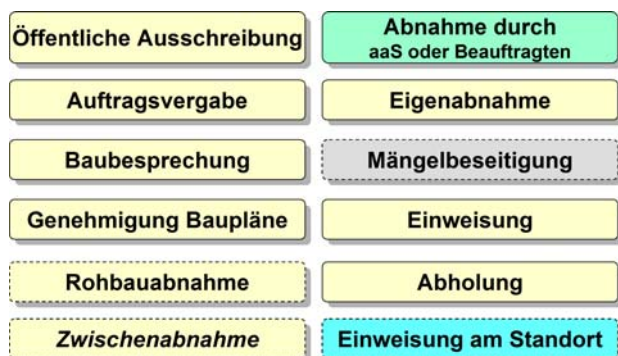 Öffentliche Ausschreibung
Auftragsvergabe
Baubesprechung
Genehmigung Baupläne
Rohbauabnahme
Zwischenabnahme
Abnahme durch
aaS oder Beauftragten
Eigenabnahme
Mängelbeseitigung
Einweisung
Abholung
Einweisung am Standort